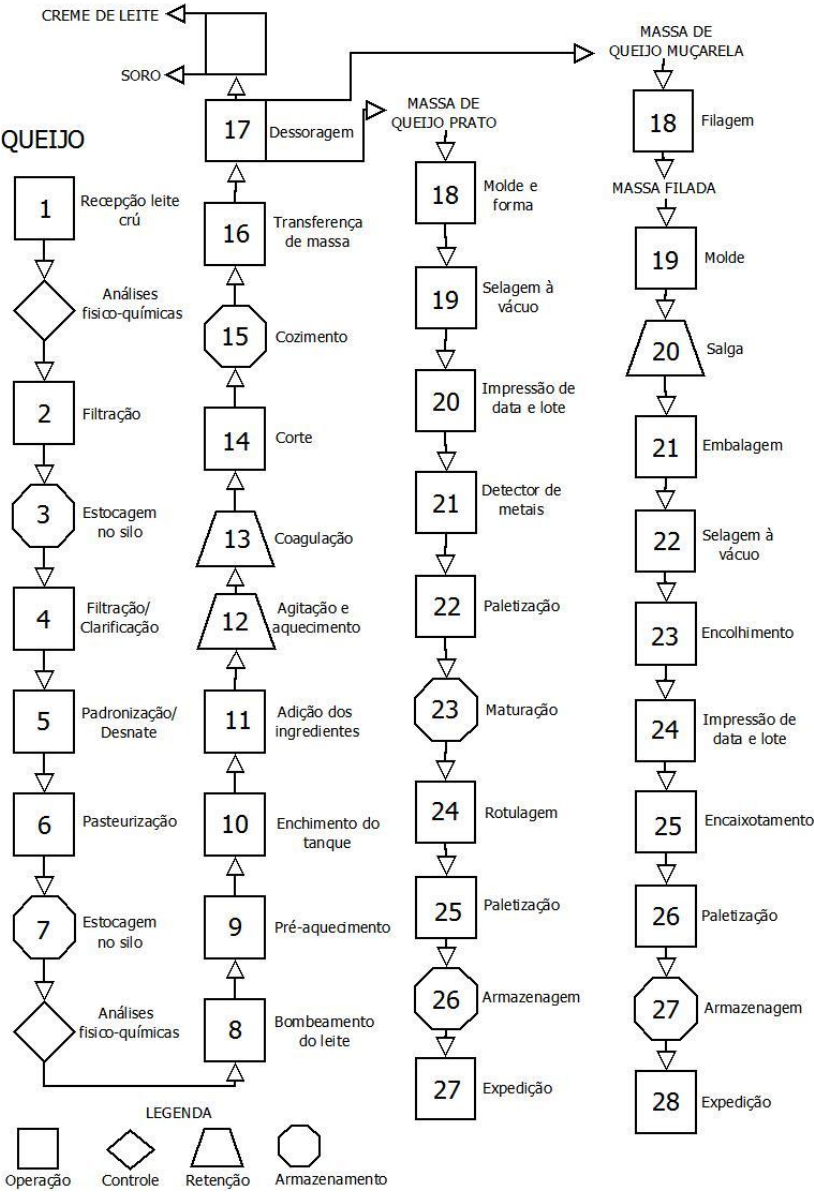 CREME DE LEITE
SORO
QUEIJO
1
Recepção leite
crú
Análises
fisico-químicas
2
Filtração
3
Estocagem
no silo
4
Filtração/
Clarificação
5
Padronização/
Desnate
6
Pasteurização
7
Estocagem
no silo
Análises
fisico-químicas
8
Bombeamento
do leite
9
Pré-aquecimento
10
Enchimento do
tanque
11
Adição dos
ingredientes
12
Agitação e
aquecimento
13
Coagulação
14
Corte
15
Cozimento
16
Transferença
de massa
17
Dessoragem
MASSA DE
QUEIJO PRATO
18
Molde e
forma
19
Selagem à
vácuo
20
Impressão de
data e lote
21
Detector de
metais
22
Paletização
23
Maturação
24
Rotulagem
25
Paletização
26
Armazenagem
27
Expedição
MASSA DE
QUEIJO MUÇARELA
18
Filagem
MASSA FILADA
19
Molde
20
Salga
21
Embalagem
22
Selagem à
vácuo
23
Encolhimento
24
Impressão de
data e lote
25
Encaixotamento
26
Paletização
27
Armazenagem
28
Expedição
LEGENDA
Operação
Controle
Retenção
Armazenamento